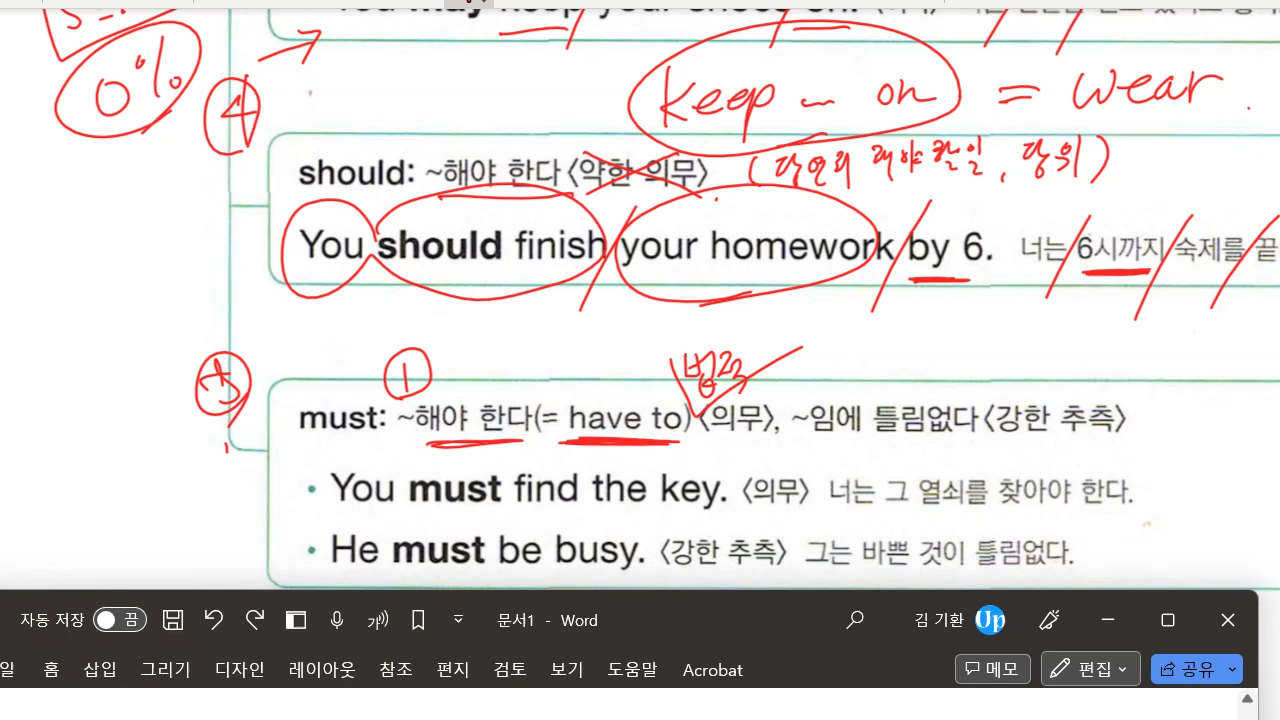 0%
④
keep ~ on = wear.
should: ~해야 한다 〈약한 의무〉 (당연히 해야 할 일, 당위)
You should finish your homework by 6. 너는 6시까지 숙제를 끝
① 법적
must: ~해야 한다(= have to) 〈의무〉, ~임에 틀림없다 〈강한 추측〉
• You must find the key. 〈의무〉 너는 그 열쇠를 찾아야 한다.
• He must be busy. 〈강한 추측〉 그는 바쁜 것이 틀림없다.
자동 저장 끔 문서1 - Word 김 기환 Up
일 홈 삽입 그리기 디자인 레이아웃 참조 편지 검토 보기 도움말 Acrobat 메모 편집 공유